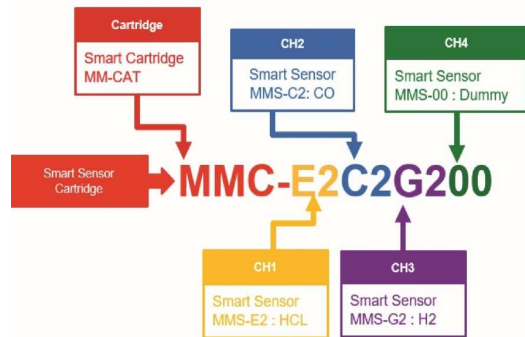 Cartridge
Smart Cartridge
MM-CAT
CH2
Smart Sensor
MMS-C2: CO
CH4
Smart Sensor
MMS-00 : Dummy
Smart Sensor
Cartridge
MMC-E2C2G200
CH1
Smart Sensor
MMS-E2 : HCL
CH3
Smart Sensor
MMS-G2 : H2